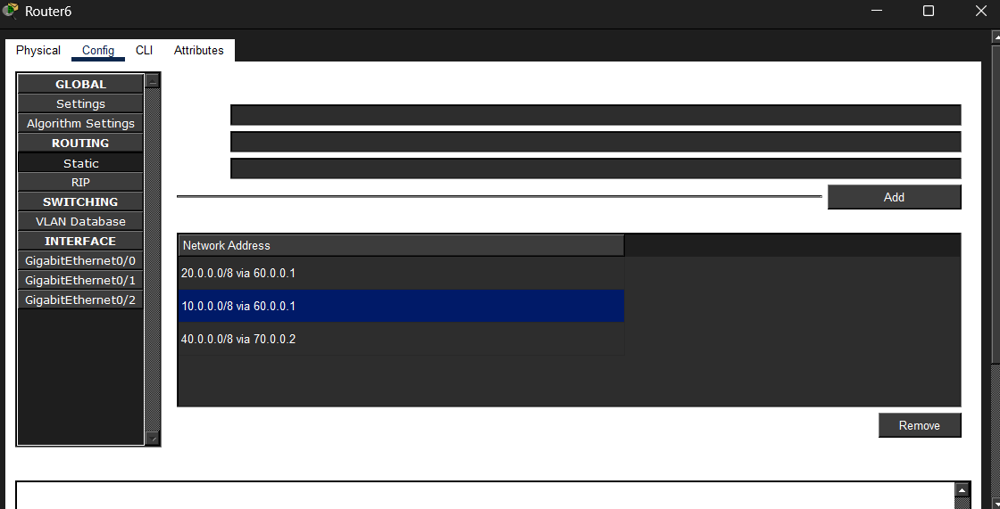 Router6
Physical Config CLI Attributes
GLOBAL
Settings
Algorithm Settings
ROUTING
Static
RIP
SWITCHING
VLAN Database
INTERFACE
GigabitEthernet0/0
GigabitEthernet0/1
GigabitEthernet0/2
Add
Network Address
20.0.0.0/8 via 60.0.0.1
10.0.0.0/8 via 60.0.0.1
40.0.0.0/8 via 70.0.0.2
Remove